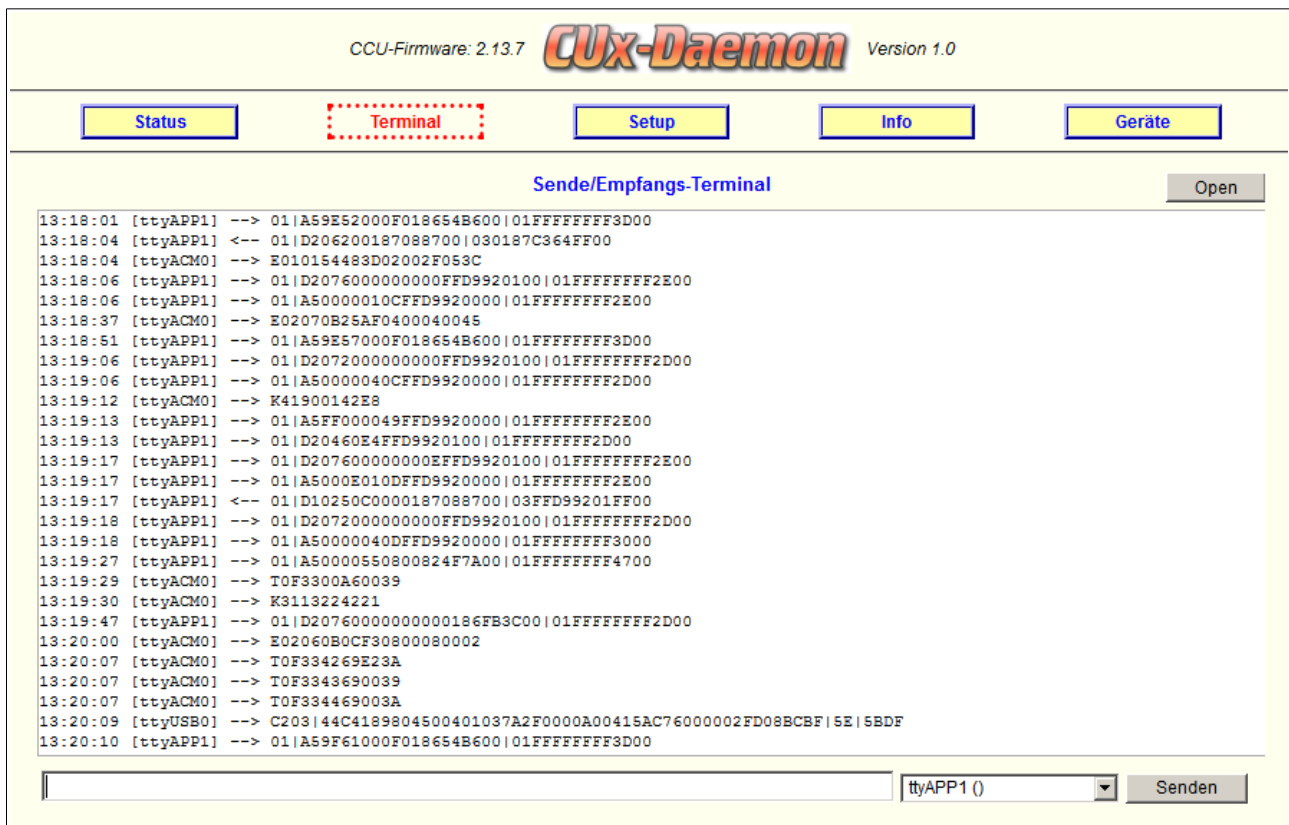 CCU-Firmware: 2.13.7 CUx-Daemon Version 1.0
Status Terminal Setup Info Geräte
Sende/Empfangs-Terminal
Open
13:18:01 [ttyAPP1] --> 01|A59E52000F018654B600|01FFFFFFFF3D00
13:18:04 [ttyAPP1] <-- 01|D206200187088700|030187C364FF00
13:18:04 [ttyACM0] --> E010154483D02002F053C
13:18:06 [ttyAPP1] --> 01|D2076000000000FFD9920100|01FFFFFFFF2E00
13:18:06 [ttyAPP1] --> 01|A50000010CFFD9920000|01FFFFFFFF2E00
13:18:37 [ttyACM0] --> E02070B25AF0400040045
13:18:51 [ttyAPP1] --> 01|A59E57000F018654B600|01FFFFFFFF3D00
13:19:06 [ttyAPP1] --> 01|D2072000000000FFD9920100|01FFFFFFFF2D00
13:19:06 [ttyAPP1] --> 01|A50000040CFFD9920000|01FFFFFFFF2D00
13:19:12 [ttyACM0] --> K41900142E8
13:19:13 [ttyAPP1] --> 01|A5FF000049FFD9920000|01FFFFFFFF2E00
13:19:13 [ttyAPP1] --> 01|D20460E4FFD9920100|01FFFFFFFF2D00
13:19:17 [ttyAPP1] --> 01|D207600000000EFFD9920100|01FFFFFFFF2E00
13:19:17 [ttyAPP1] --> 01|A5000E010DFFD9920000|01FFFFFFFF2E00
13:19:17 [ttyAPP1] <-- 01|D10250C0000187088700|03FFD99201FF00
13:19:18 [ttyAPP1] --> 01|D2072000000000FFD9920100|01FFFFFFFF2D00
13:19:18 [ttyAPP1] --> 01|A50000040DFFD9920000|01FFFFFFFF3000
13:19:27 [ttyAPP1] --> 01|A50000550800824F7A00|01FFFFFFFF4700
13:19:29 [ttyACM0] --> T0F3300A60039
13:19:30 [ttyACM0] --> K3113224221
13:19:47 [ttyAPP1] --> 01|D20760000000000186FB3C00|01FFFFFFFF2D00
13:20:00 [ttyACM0] --> E02060B0CF30800080002
13:20:07 [ttyACM0] --> T0F334269E23A
13:20:07 [ttyACM0] --> T0F3343690039
13:20:07 [ttyACM0] --> T0F334469003A
13:20:09 [ttyUSB0] --> C203|44C4189804500401037A2F0000A00415AC76000002FD08BCBF|5E|5BDF
13:20:10 [ttyAPP1] --> 01|A59F61000F018654B600|01FFFFFFFF3D00
ttyAPP1 () Senden